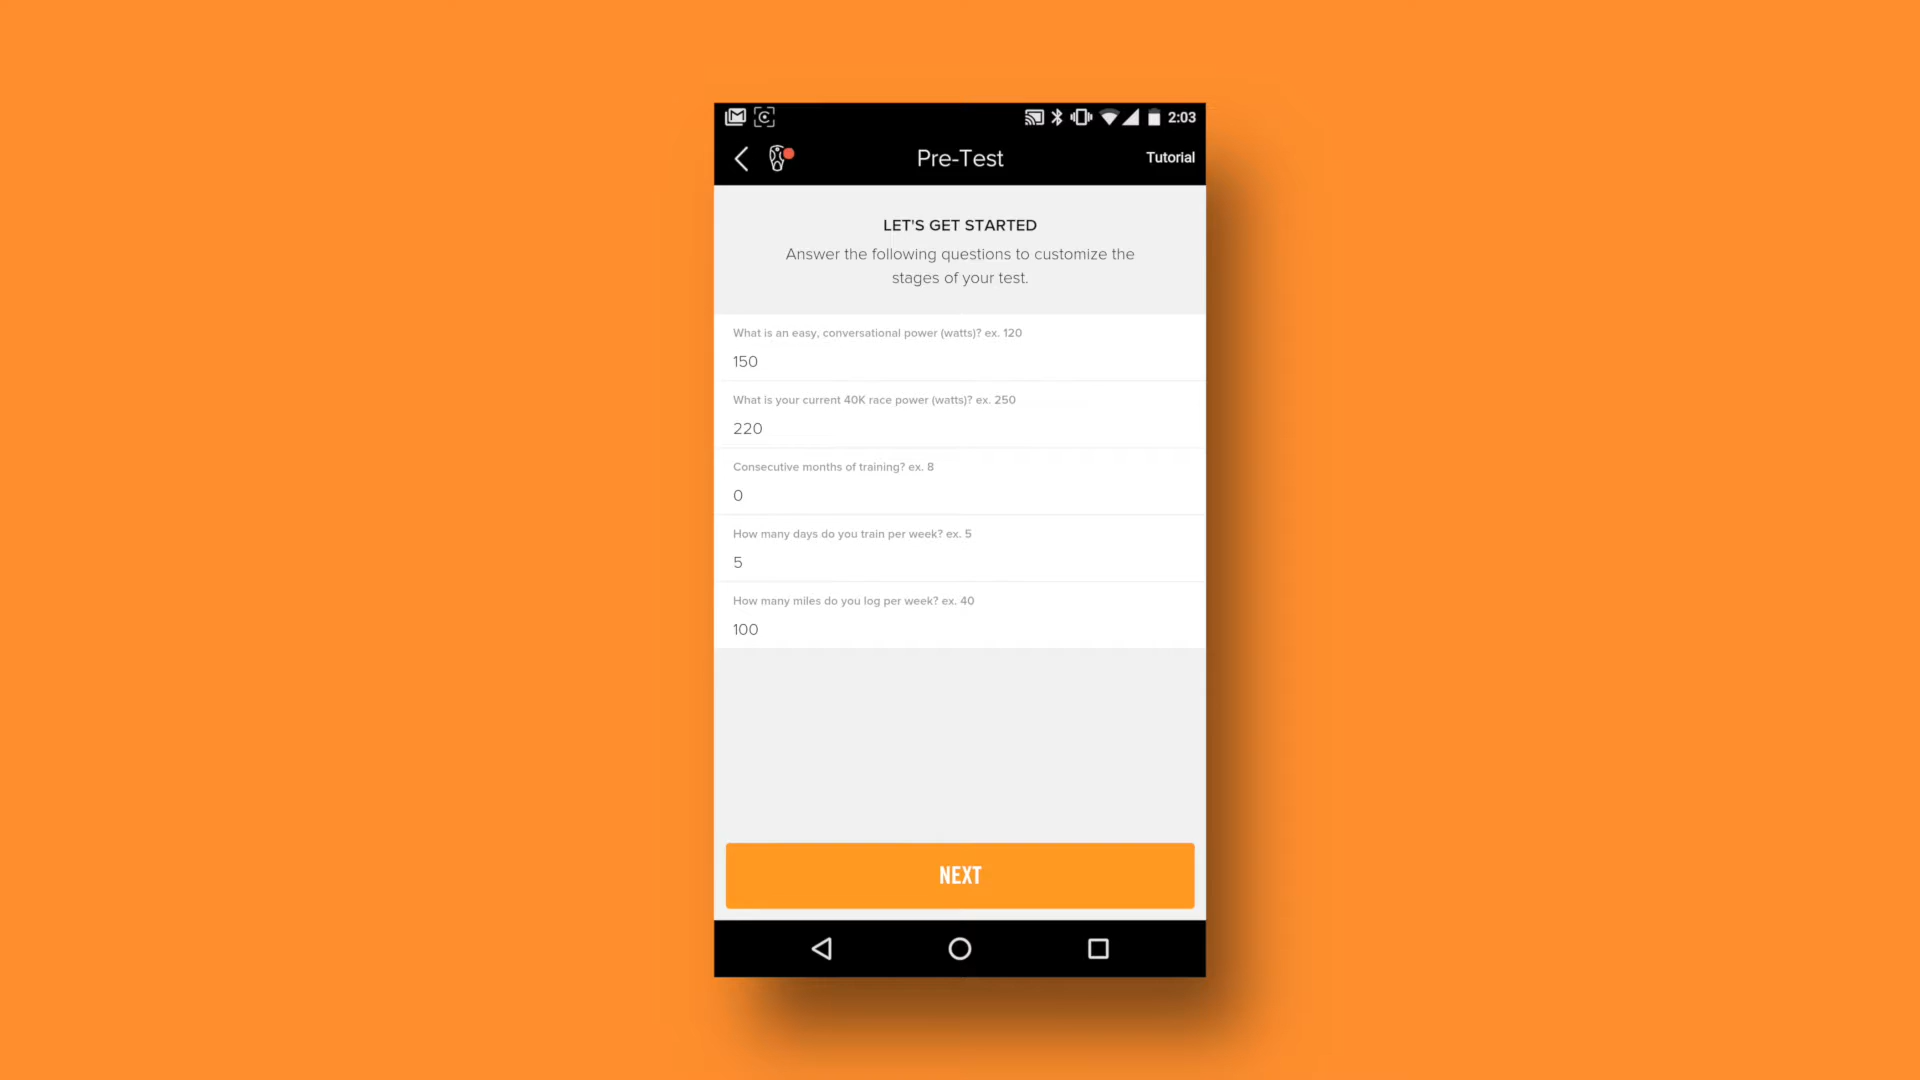 2:03
Pre-Test
Tutorial
LET'S GET STARTED
Answer the following questions to customize the
stages of your test.
What is an easy, conversational power (watts)? ex. 120
150
What is your current 40K race power (watts)? ex. 250
220
Consecutive months of training? ex. 8
0
How many days do you train per week? ex. 5
5
How many miles do you log per week? ex. 40
100
NEXT